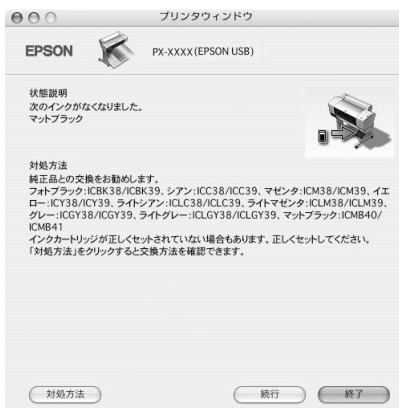 プリンタウィンドウ
EPSON
PX-XXXX(EPSON USB)
状態説明
次のインクがなくなりました。
マットブラック
対処方法
純正品との交換をお勧めします。
フォトブラック:ICBK38/ICBK39、シアン:ICC38/ICC39、マゼンタ:ICM38/ICM39、イエ
ロー:ICY38/ICY39、ライトシアン:ICLC38/ICLC39、ライトマゼンタ:ICLM38/ICLM39、
グレー:ICGY38/ICGY39、ライトグレー:ICLGY38/ICLGY39、マットブラック:ICMB40/
ICMB41
インクカートリッジが正しくセットされていない場合もあります。正しくセットしてください。
「対処方法」をクリックすると交換方法を確認できます。
対処方法
続行
終了